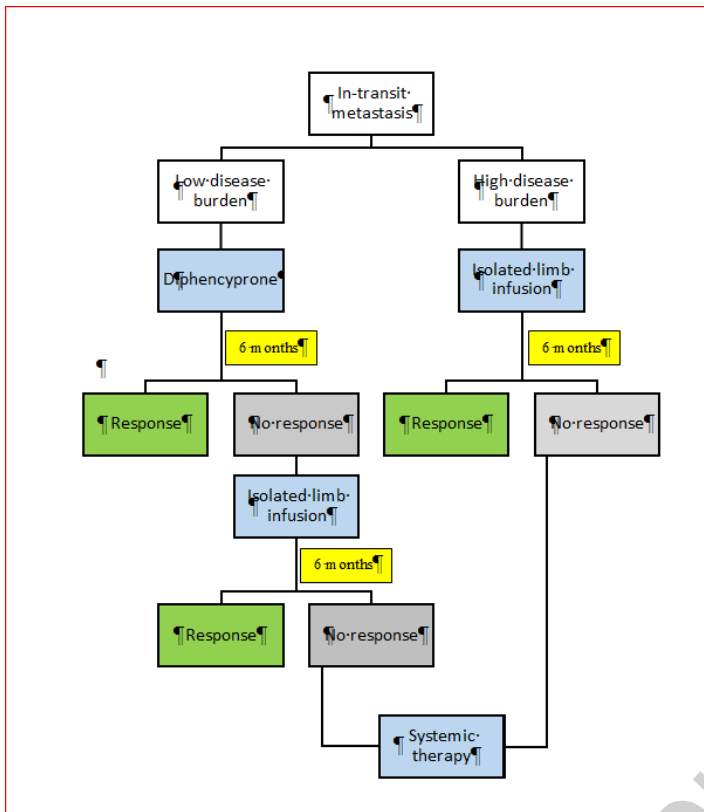 ¶ In-transit·
metastasis¶
Low·disease·
¶ burden¶
High·disease·
¶ burden¶
Diphencyprone¶
Isolated·limb·
¶ infusion¶
6·months¶
6·months¶
¶
¶Response¶
¶No·response¶
¶Response¶
¶No·response¶
Isolated·limb·
¶ infusion¶
6·months¶
¶Response¶
¶No·response¶
¶ Systemic·
therapy¶